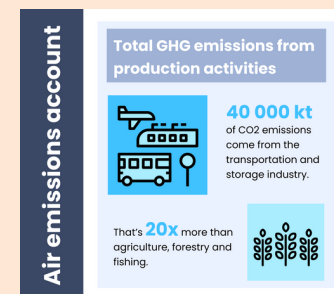 Air emissions account
Total GHG emissions from
production activities
40 000 kt
of CO2 emissions
come from the
transportation and
storage industry.
That's 20x more than
agriculture, forestry and
fishing.